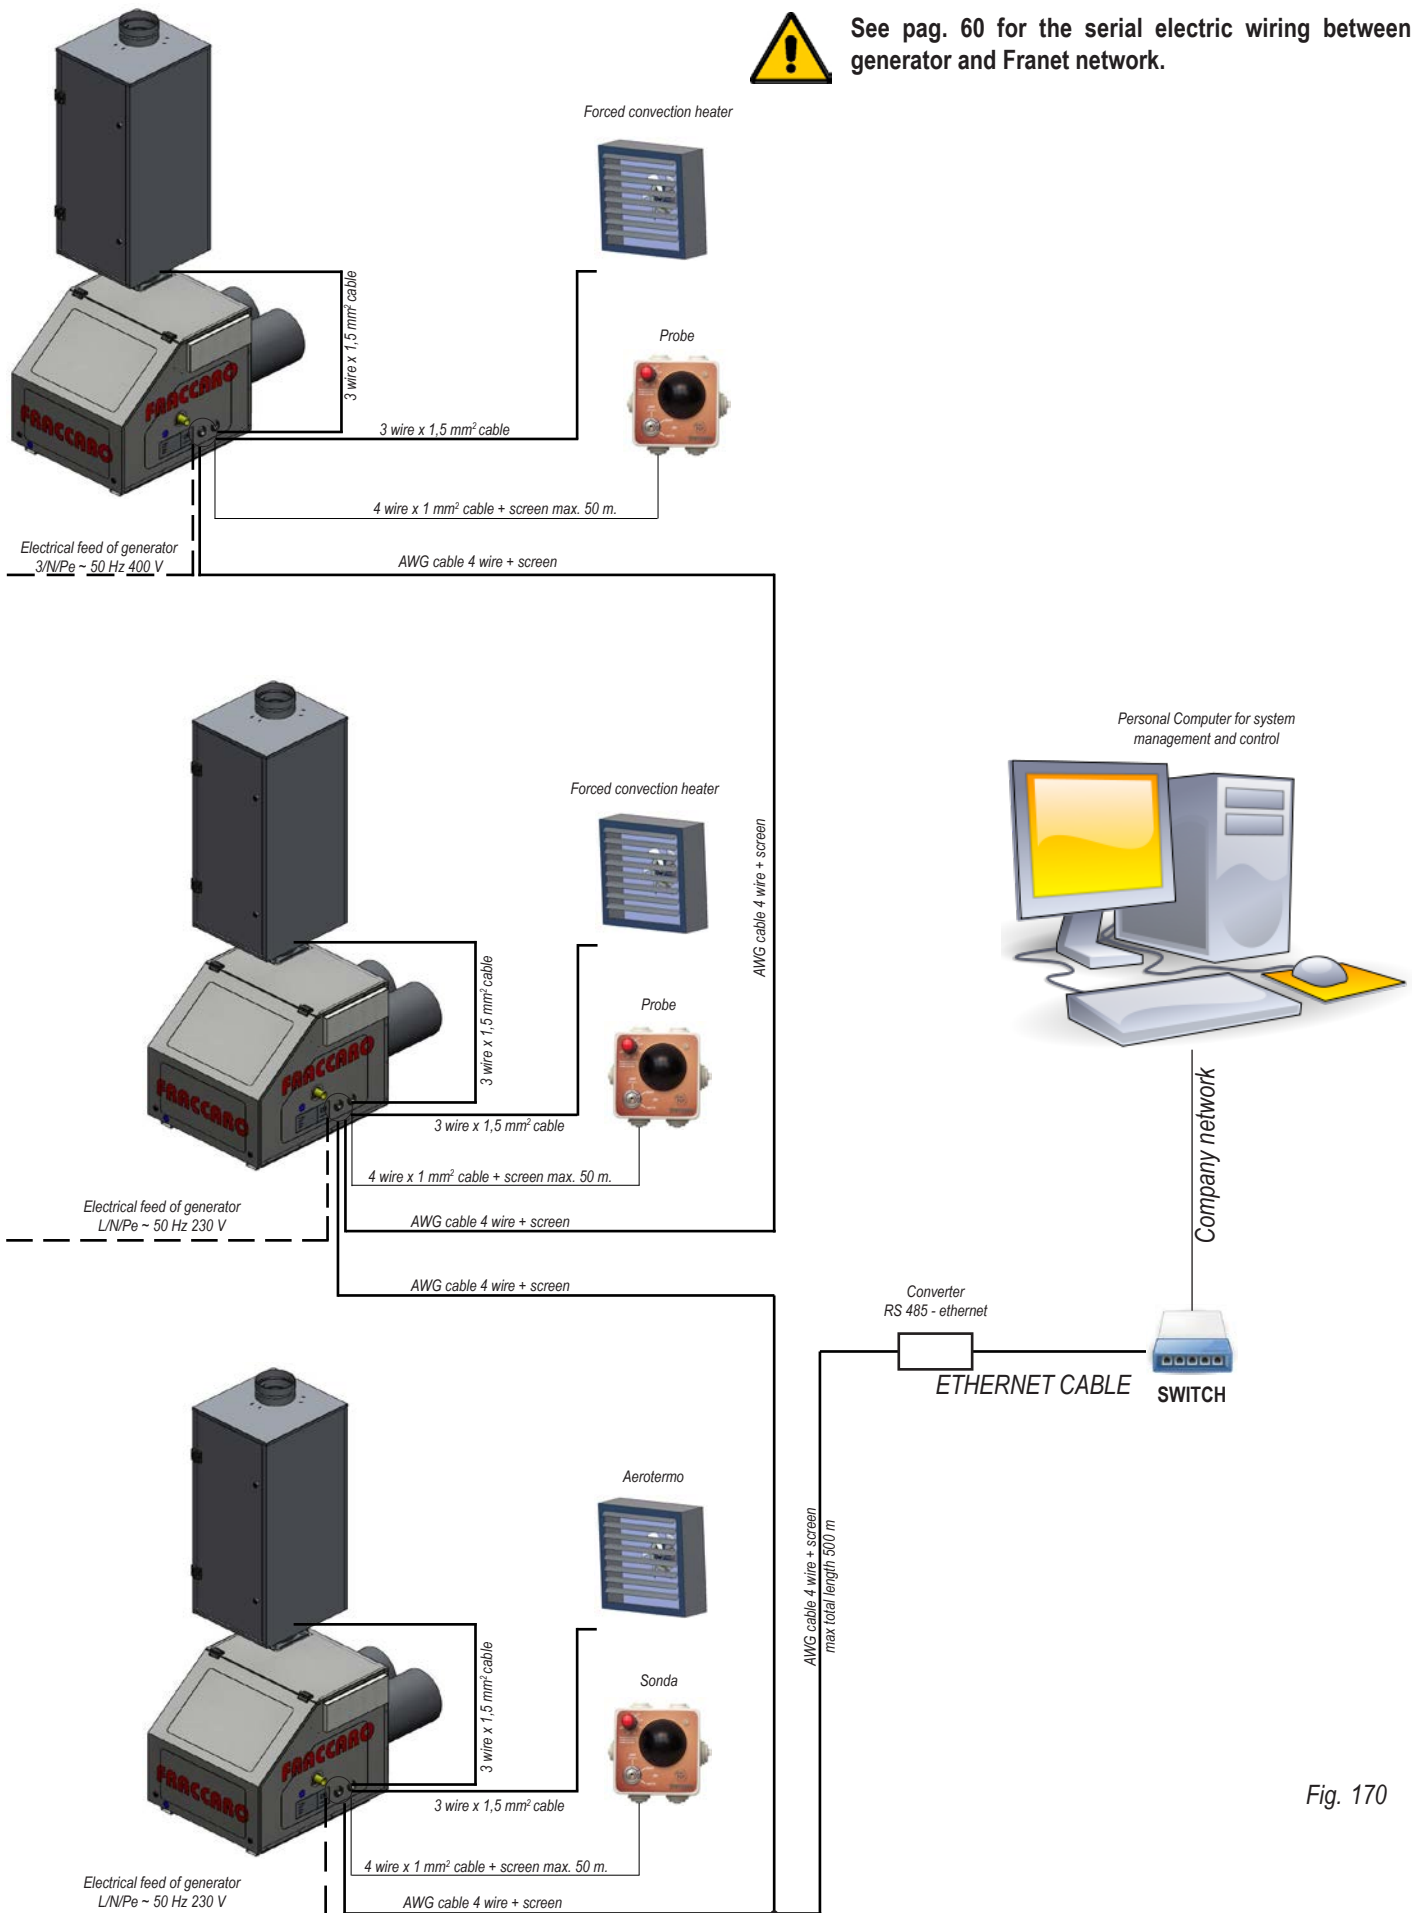 See pag. 60 for the serial electric wiring between
generator and Franet network.
Forced convection heater
3 wire x 1,5 mm² cable
Probe
FRACCARO
FRACCARO
3 wire x 1,5 mm² cable
4 wire x 1 mm² cable + screen max. 50 m.
Electrical feed of generator
3/N/Pe ~ 50 Hz 400 V
AWG cable 4 wire + screen
Personal Computer for system
management and control
Forced convection heater
AWG cable 4 wire + screen
3 wire x 1,5 mm² cable
Probe
FRACCARO
FRACCARO
3 wire x 1,5 mm² cable
4 wire x 1 mm² cable + screen max. 50 m.
Electrical feed of generator
L/N/Pe ~ 50 Hz 230 V
AWG cable 4 wire + screen
Company network
AWG cable 4 wire + screen
Converter
RS 485 - ethernet
ETHERNET CABLE
SWITCH
Aerotermo
AWG cable 4 wire + screen
max total length 500 m
3 wire x 1,5 mm² cable
Sonda
FRACCARO
FRACCARO
3 wire x 1,5 mm² cable
4 wire x 1 mm² cable + screen max. 50 m.
Electrical feed of generator
L/N/Pe ~ 50 Hz 230 V
AWG cable 4 wire + screen
Fig. 170